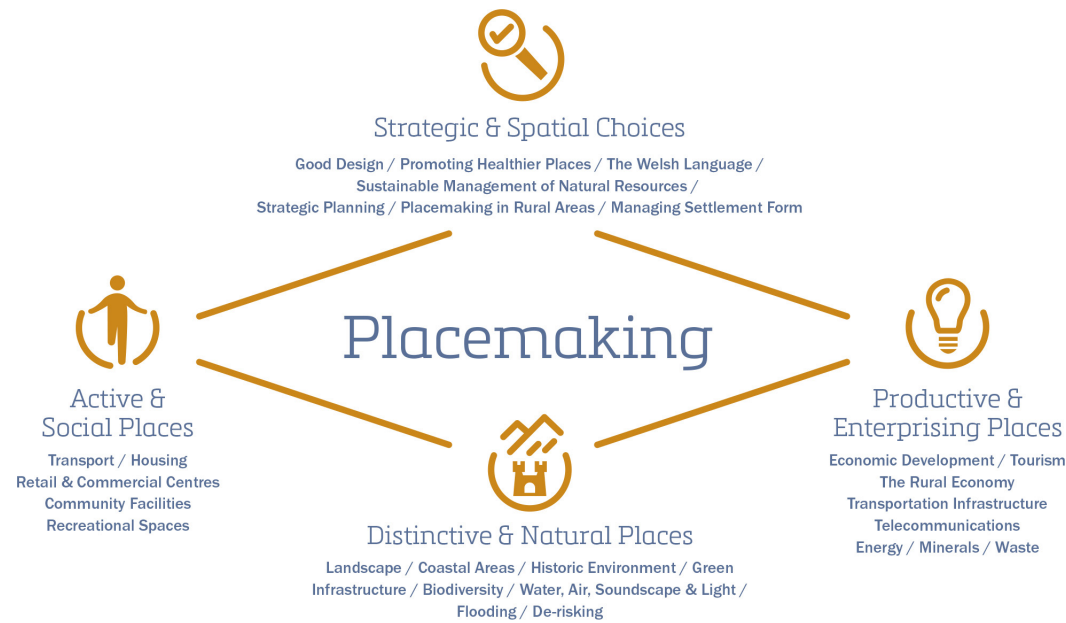 Strategic & Spatial Choices
Good Design / Promoting Healthier Places / The Welsh Language /
Sustainable Management of Natural Resources /
Strategic Planning / Placemaking in Rural Areas / Managing Settlement Form
Placemaking
Active &
Social Places
Transport / Housing
Retail & Commercial Centres
Community Facilities
Recreational Spaces
Productive &
Enterprising Places
Economic Development / Tourism
The Rural Economy
Transportation Infrastructure
Telecommunications
Energy / Minerals / Waste
Distinctive & Natural Places
Landscape / Coastal Areas / Historic Environment / Green
Infrastructure / Biodiversity / Water, Air, Soundscape & Light /
Flooding / De-risking